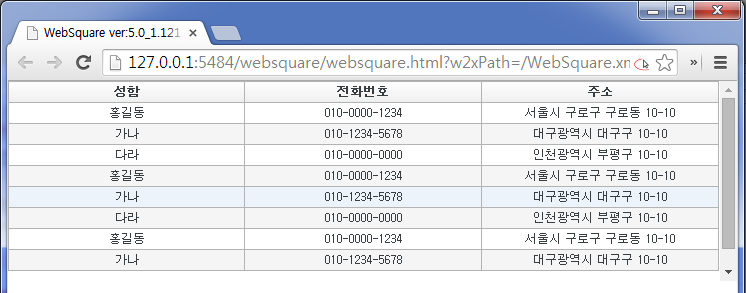 WebSquare ver:5.0_1.121
127.0.0.1:5484/websquare/websquare.html?w2xPath=/WebSquare.xn
성함 전화번호 주소
홍길동 010-0000-1234 서울시 구로구 구로동 10-10
가나 010-1234-5678 대구광역시 대구구 10-10
다라 010-0000-0000 인천광역시 부평구 10-10
홍길동 010-0000-1234 서울시 구로구 구로동 10-10
가나 010-1234-5678 대구광역시 대구구 10-10
다라 010-0000-0000 인천광역시 부평구 10-10
홍길동 010-0000-1234 서울시 구로구 구로동 10-10
가나 010-1234-5678 대구광역시 대구구 10-10